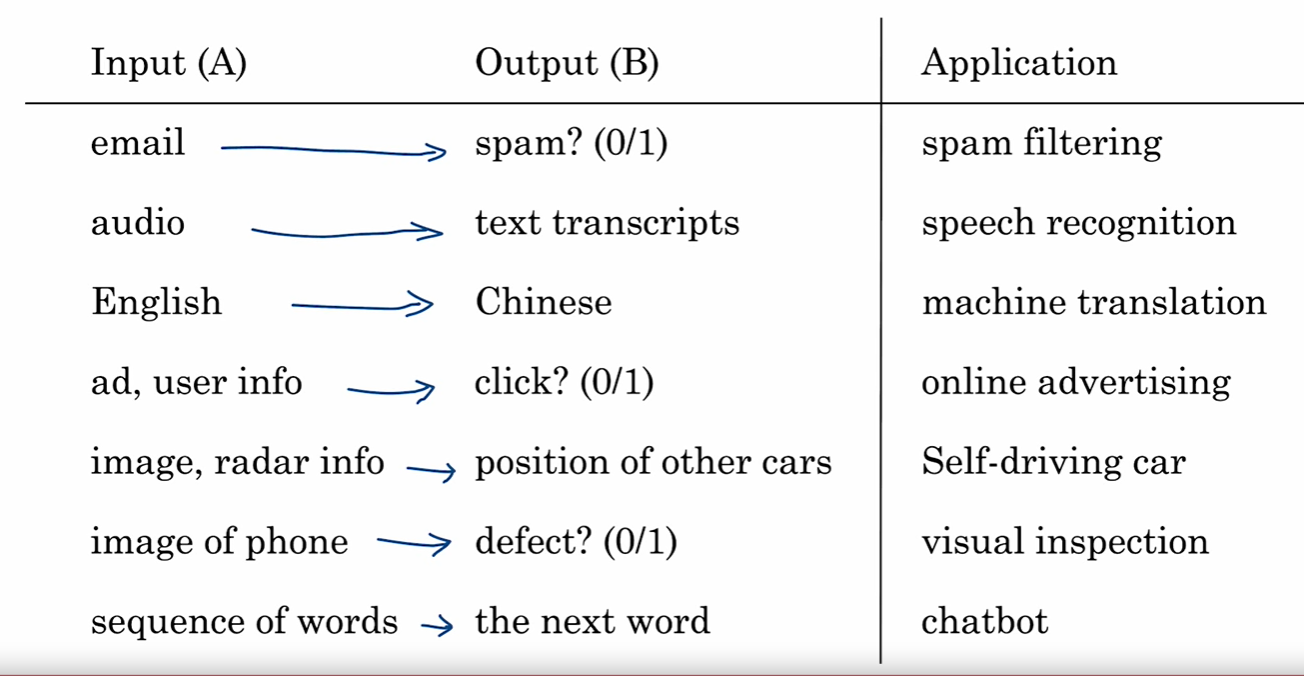 Input (A) Output (B) Application
email spam? (0/1) spam filtering
audio text transcripts speech recognition
English Chinese machine translation
ad, user info click? (0/1) online advertising
image, radar info position of other cars Self-driving car
image of phone defect? (0/1) visual inspection
sequence of words the next word chatbot